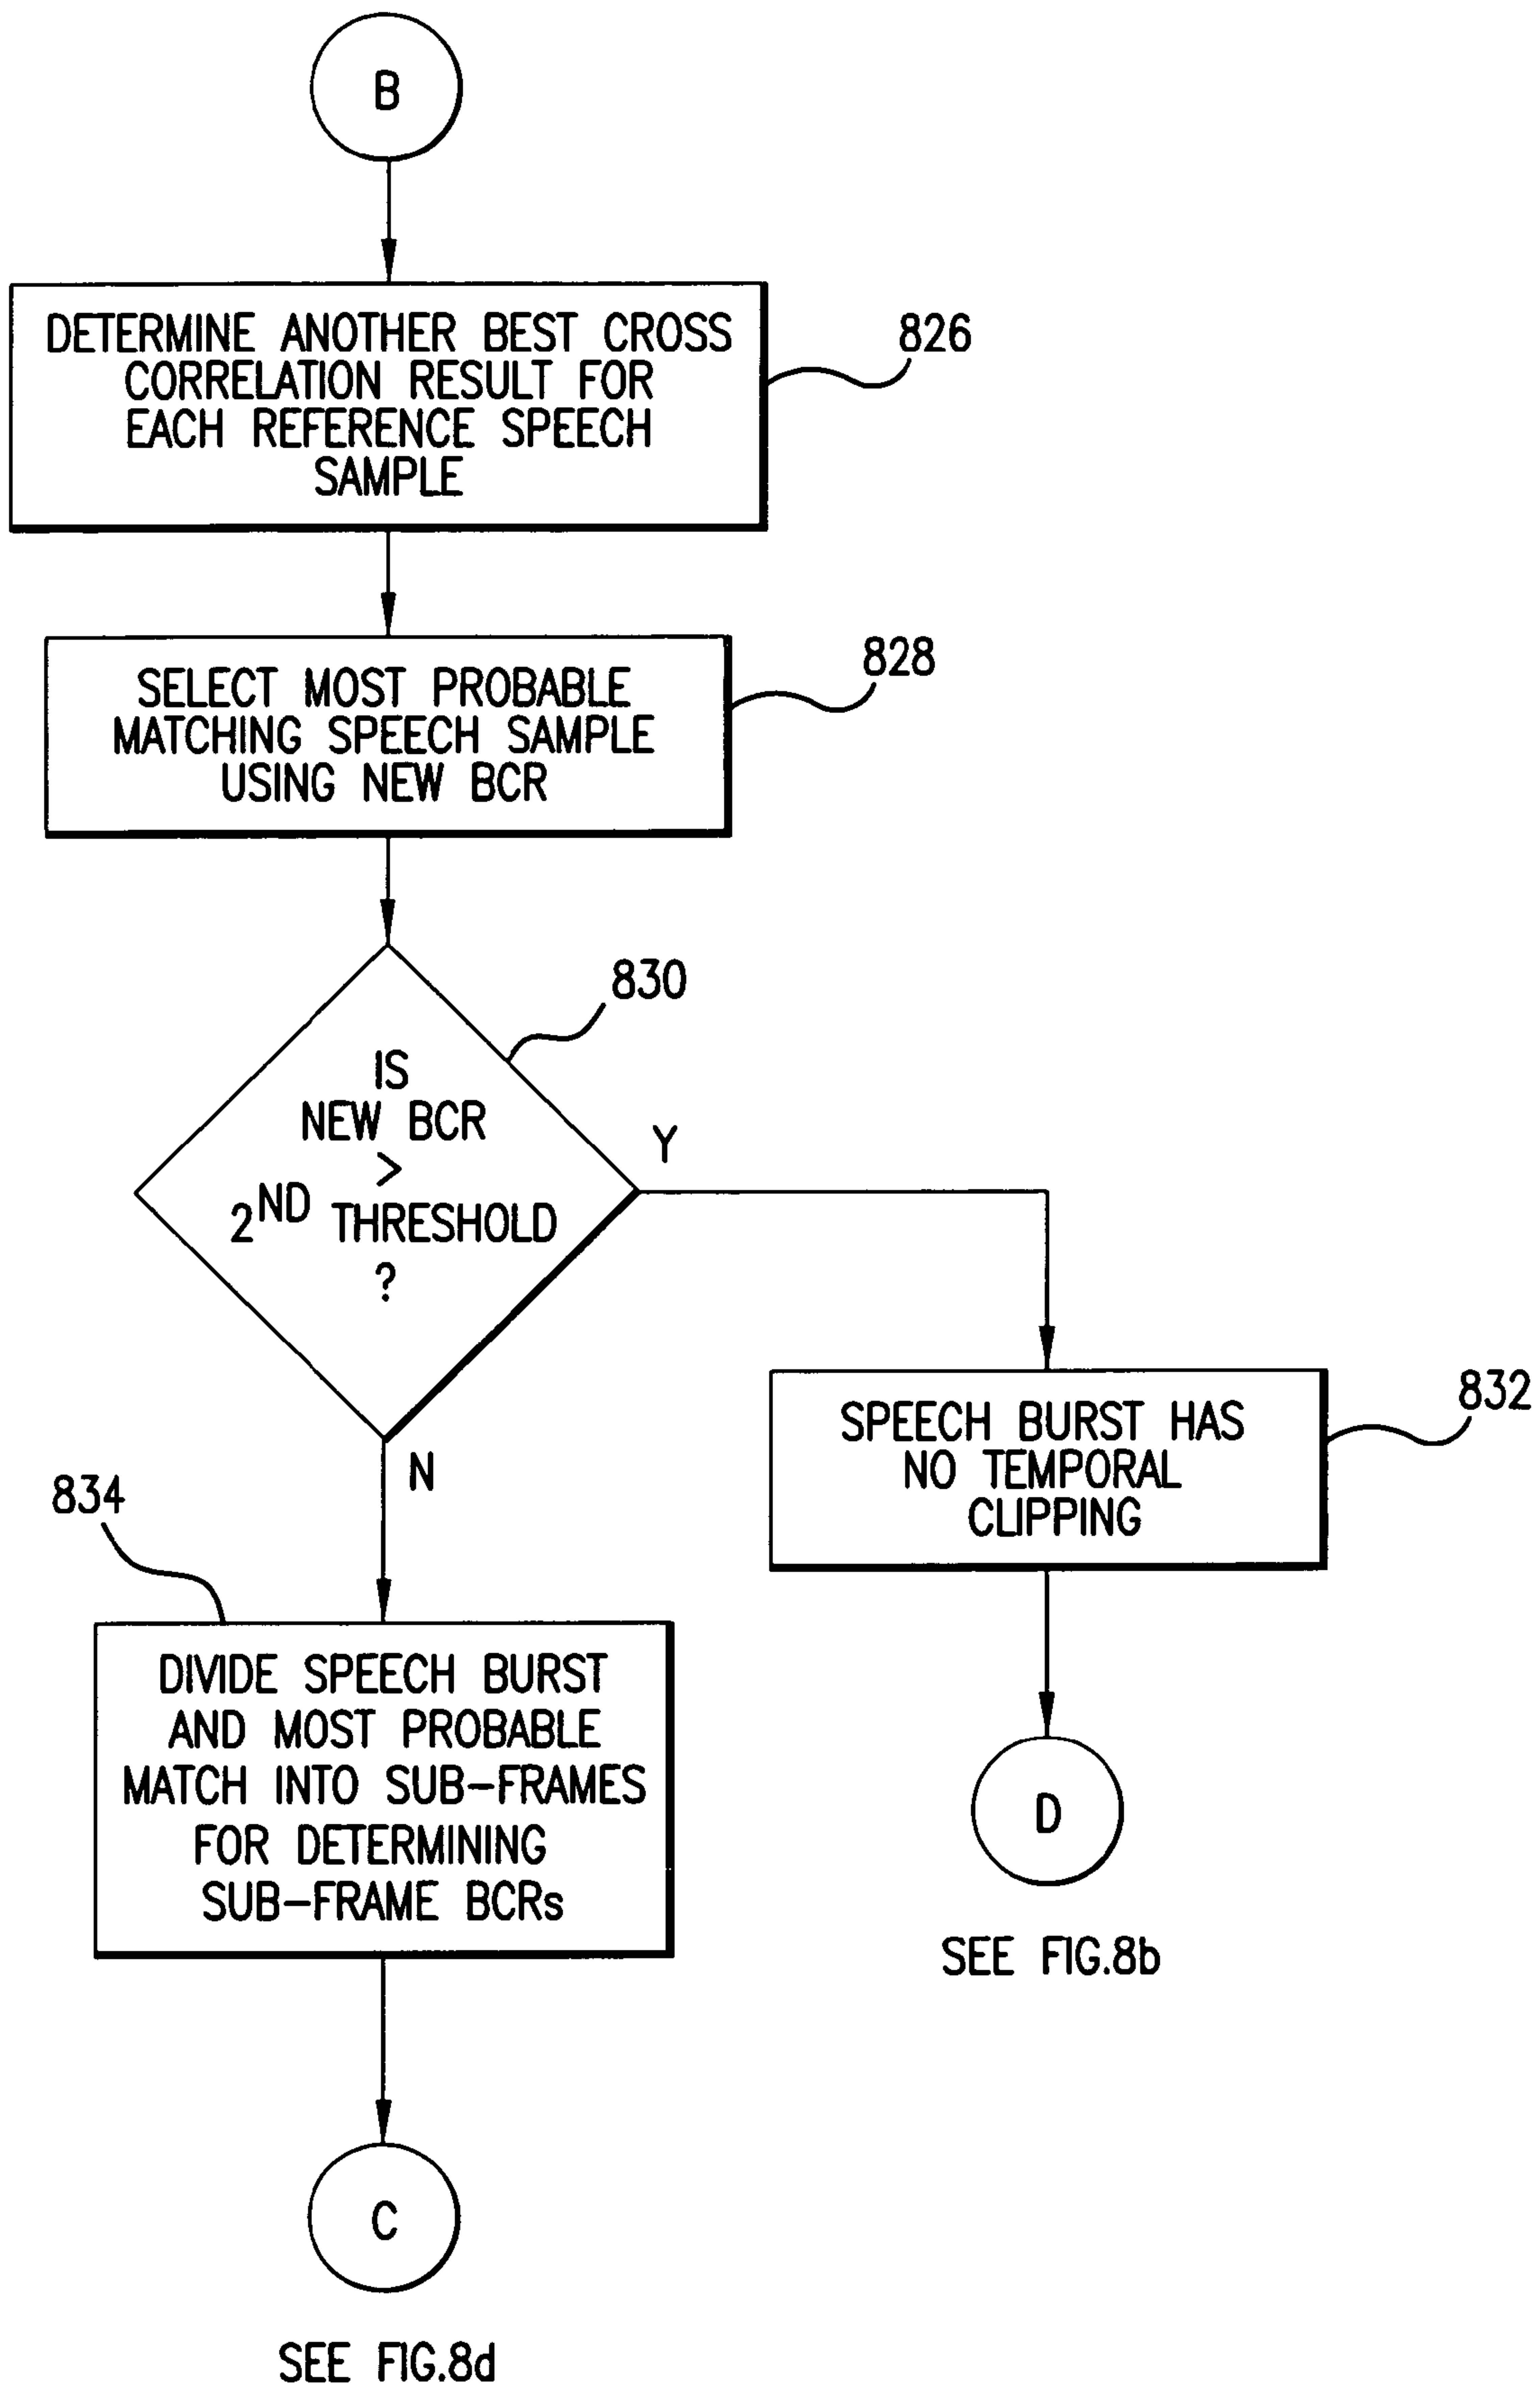 B
DETERMINE ANOTHER BEST CROSS
CORRELATION RESULT FOR
EACH REFERENCE SPEECH
SAMPLE
826
SELECT MOST PROBABLE
MATCHING SPEECH SAMPLE
USING NEW BCR
828
830
IS
NEW BCR
>
2ND THRESHOLD
?
Y
N
832
SPEECH BURST HAS
NO TEMPORAL
CLIPPING
834
DIVIDE SPEECH BURST
AND MOST PROBABLE
MATCH INTO SUB-FRAMES
FOR DETERMINING
SUB-FRAME BCRs
D
SEE FIG.8b
C
SEE FIG.8d